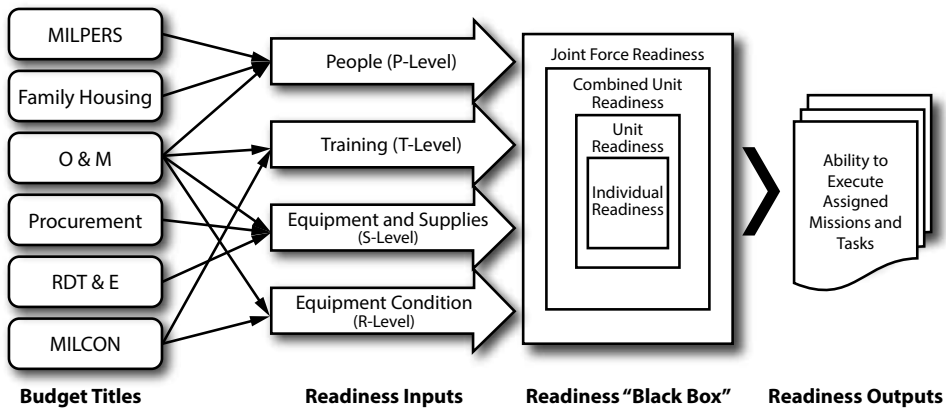 MILPERS
Family Housing
O & M
Procurement
RDT & E
MILCON
Budget Titles
People (P-Level)
Training (T-Level)
Equipment and Supplies
(S-Level)
Equipment Condition
(R-Level)
Readiness Inputs
Joint Force Readiness
Combined Unit
Readiness
Unit
Readiness
Individual
Readiness
Readiness “Black Box”
Ability to
Execute
Assigned
Missions and
Tasks
Readiness Outputs